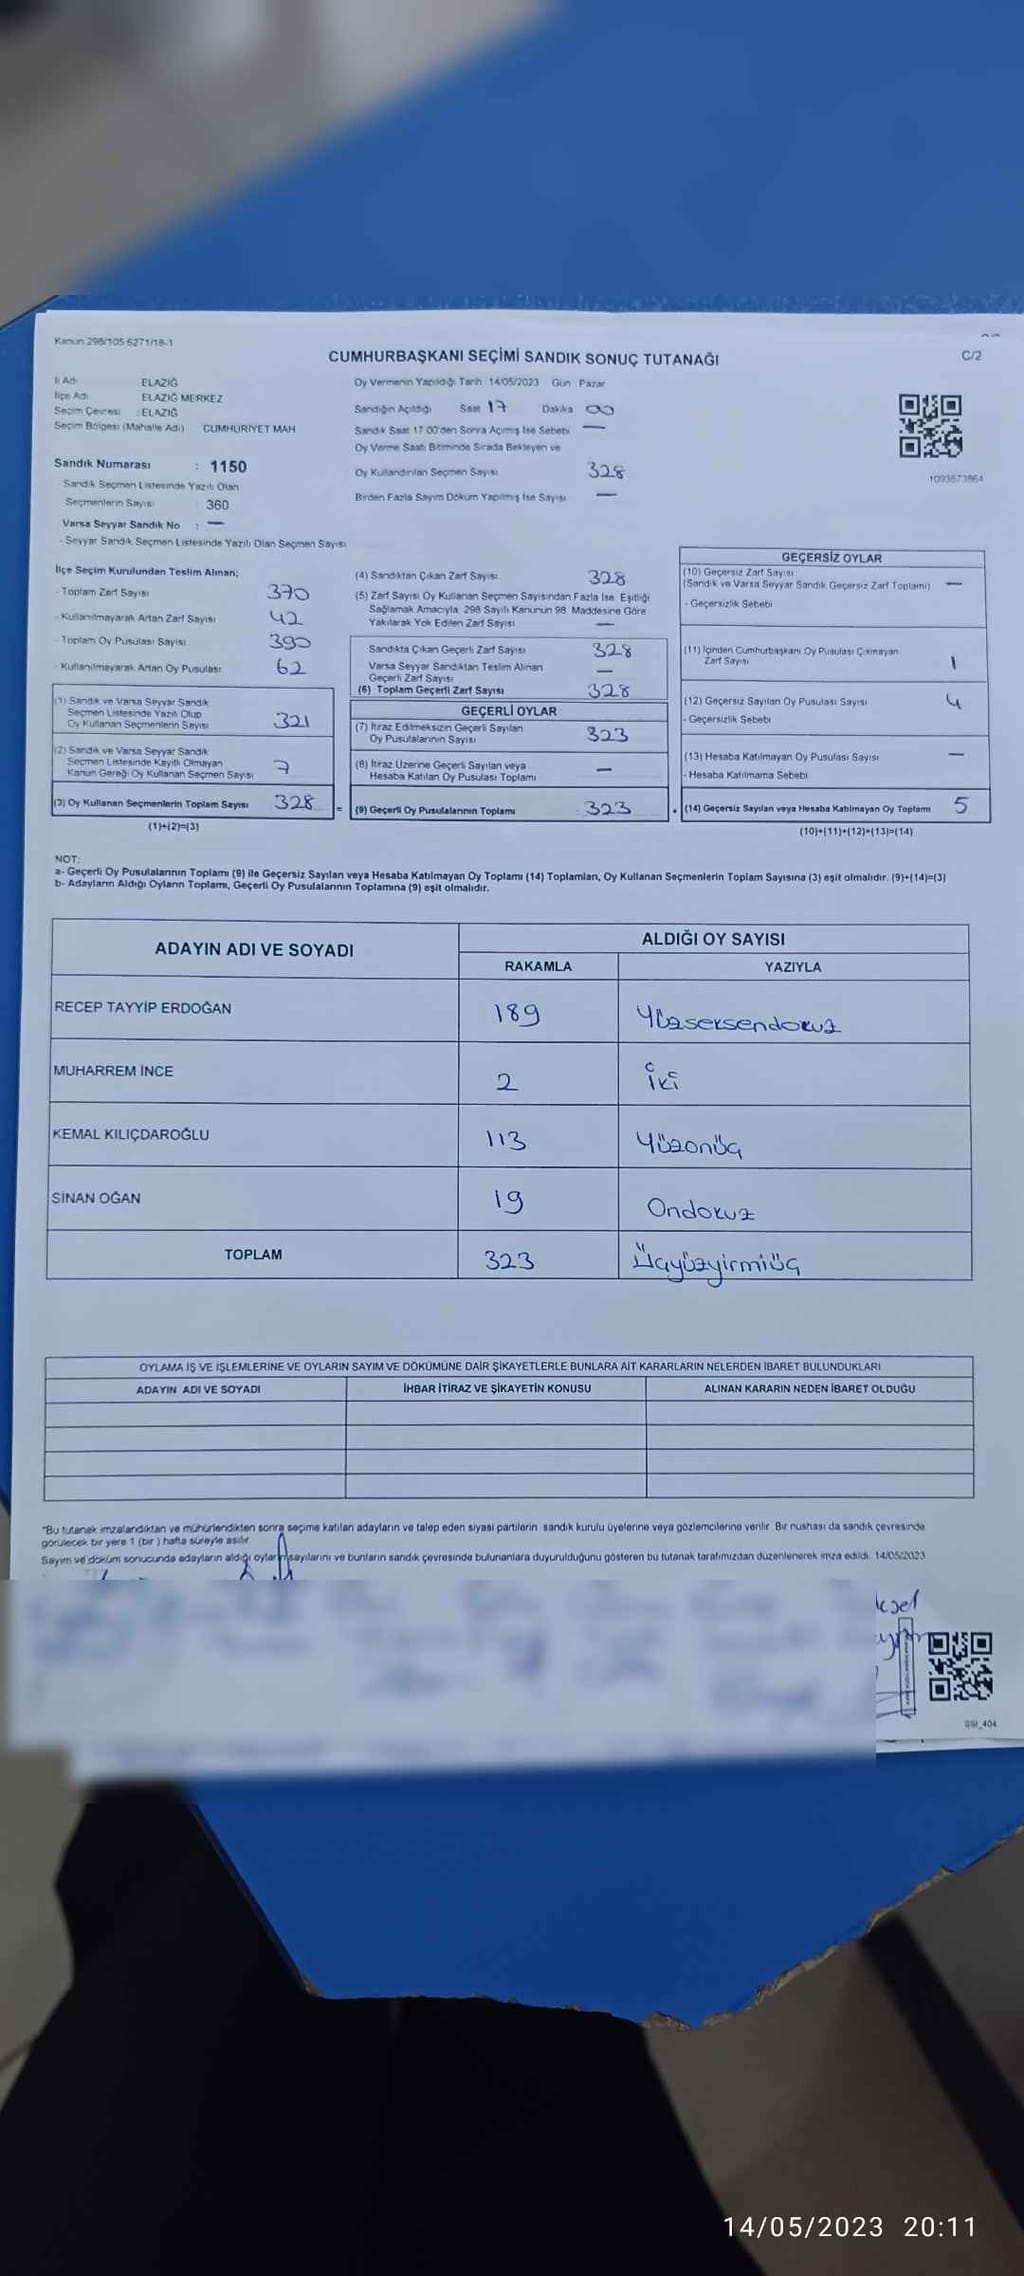 Kanun 298/105 6271/18-1
CUMHURBAŞKANI SEÇİMİ SANDIK SONUÇ TUTANAĞI
C/2
İl Adı ELAZIĞ
İlçe Adı ELAZIĞ MERKEZ
Seçim Çevresi : ELAZIĞ
Seçim Bölgesi (Mahalle Adı) CUMHURİYET MAH
Sandık Numarası : 1150
- Sandık Seçmen Listesinde Yazılı Olan
Seçmenlerin Sayısı 360
Varsa Seyyar Sandık No : —
- Seyyar Sandık Seçmen Listesinde Yazılı Olan Seçmen Sayısı
Oy Vermenin Yapıldığı Tarih 14/05/2023 Gün Pazar
Sandığın Açıldığı Saat 17 Dakika 00
Sandık Saat 17.00'den Sonra Açılmış İse Sebebi —
Oy Verme Saati Bitiminde Sırada Bekleyen ve
Oy Kullandırılan Seçmen Sayısı 328
Birden Fazla Sayım Döküm Yapılmış İse Sayısı —
1093573864
İlçe Seçim Kurulundan Teslim Alınan;
- Toplam Zarf Sayısı 370
- Kullanılmayarak Artan Zarf Sayısı 42
- Toplam Oy Pusulası Sayısı 390
- Kullanılmayarak Artan Oy Pusulası 62
(1) Sandık ve Varsa Seyyar Sandık
Seçmen Listesinde Yazılı Olup
Oy Kullanan Seçmenlerin Sayısı 321
(2) Sandık ve Varsa Seyyar Sandık
Seçmen Listesinde Kayıtlı Olmayan
Kanun Gereği Oy Kullanan Seçmen Sayısı 7
(3) Oy Kullanan Seçmenlerin Toplam Sayısı 328 =
(1)+(2)=(3)
(4) Sandıktan Çıkan Zarf Sayısı 328
(5) Zarf Sayısı Oy Kullanan Seçmen Sayısından Fazla İse, Eşitliği
Sağlamak Amacıyla 298 Sayılı Kanunun 98. Maddesine Göre
Yakılarak Yok Edilen Zarf Sayısı —
Sandıkta Çıkan Geçerli Zarf Sayısı 328
Varsa Seyyar Sandıktan Teslim Alınan
Geçerli Zarf Sayısı —
(6) Toplam Geçerli Zarf Sayısı 328
GEÇERLİ OYLAR
(7) İtiraz Edilmeksizin Geçerli Sayılan
Oy Pusulalarının Sayısı 323
(8) İtiraz Üzerine Geçerli Sayılan veya
Hesaba Katılan Oy Pusulası Toplamı —
(9) Geçerli Oy Pusulalarının Toplamı 323 +
GEÇERSİZ OYLAR
(10) Geçersiz Zarf Sayısı
(Sandık ve Varsa Seyyar Sandık Geçersiz Zarf Toplamı) —
- Geçersizlik Sebebi
(11) İçinden Cumhurbaşkanı Oy Pusulası Çıkmayan
Zarf Sayısı 1
(12) Geçersiz Sayılan Oy Pusulası Sayısı 4
- Geçersizlik Sebebi
(13) Hesaba Katılmayan Oy Pusulası Sayısı —
- Hesaba Katılmama Sebebi
(14) Geçersiz Sayılan veya Hesaba Katılmayan Oy Toplamı 5
(10)+(11)+(12)+(13)=(14)
NOT:
a- Geçerli Oy Pusulalarının Toplamı (9) ile Geçersiz Sayılan veya Hesaba Katılmayan Oy Toplamı (14) Toplamları, Oy Kullanan Seçmenlerin Toplam Sayısına (3) eşit olmalıdır. (9)+(14)=(3)
b- Adayların Aldığı Oyların Toplamı, Geçerli Oy Pusulalarının Toplamına (9) eşit olmalıdır.
ADAYIN ADI VE SOYADI
ALDIĞI OY SAYISI
RAKAMLA YAZIYLA
RECEP TAYYİP ERDOĞAN 189 Yüzseksendokuz
MUHARREM İNCE 2 İki
KEMAL KILIÇDAROĞLU 113 Yüzonüç
SİNAN OĞAN 19 Ondokuz
TOPLAM 323 Üçyüzyirmiüç
OYLAMA İŞ VE İŞLEMLERİNE VE OYLARIN SAYIM VE DÖKÜMÜNE DAİR ŞİKAYETLERLE BUNLARA AİT KARARLARIN NELERDEN İBARET BULUNDUKLARI
ADAYIN ADI VE SOYADI İHBAR İTİRAZ VE ŞİKAYETİN KONUSU ALINAN KARARIN NEDEN İBARET OLDUĞU
*Bu tutanak imzalandıktan ve mühürlendikten sonra seçime katılan adayların ve talep eden siyasi partilerin sandık kurulu üyelerine veya gözlemcilerine verilir. Bir nüshası da sandık çevresinde
görülecek bir yere 1 (bir ) hafta süreyle asılır.
Sayım ve döküm sonucunda adayların aldığı oyların sayılarını ve bunların sandık çevresinde bulunanlara duyurulduğunu gösteren bu tutanak tarafımızdan düzenlenerek imza edildi. 14/05/2023
14/05/2023 20:11